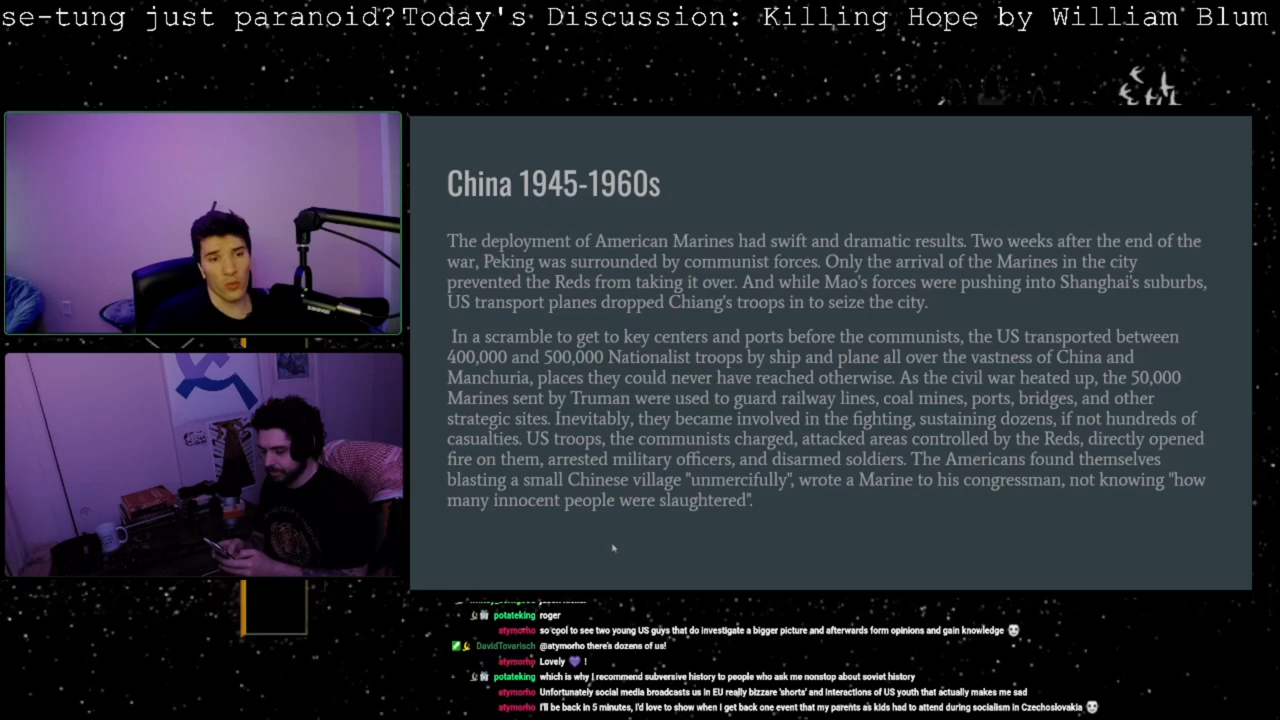 se-tung just paranoid?Today's Discussion: Killing Hope by William Blum
China 1945-1960s
The deployment of American Marines had swift and dramatic results. Two weeks after the end of the
war, Peking was surrounded by communist forces. Only the arrival of the Marines in the city
prevented the Reds from taking it over. And while Mao's forces were pushing into Shanghai's suburbs,
US transport planes dropped Chiang's troops in to seize the city.
In a scramble to get to key centers and ports before the communists, the US transported between
400,000 and 500,000 Nationalist troops by ship and plane all over the vastness of China and
Manchuria, places they could never have reached otherwise. As the civil war heated up, the 50,000
Marines sent by Truman were used to guard railway lines, coal mines, ports, bridges, and other
strategic sites. Inevitably, they became involved in the fighting, sustaining dozens, if not hundreds of
casualties. US troops, the communists charged, attacked areas controlled by the Reds, directly opened
fire on them, arrested military officers, and disarmed soldiers. The Americans found themselves
blasting a small Chinese village "unmercifully", wrote a Marine to his congressman, not knowing "how
many innocent people were slaughtered".
potateking roger
atymorho so cool to see two young US guys that do investigate a bigger picture and afterwards form opinions and gain knowledge
DavidTovarisch @atymorho there's dozens of us!
atymorho Lovely 💜 !
potateking which is why I recommend subversive history to people who ask me nonstop about soviet history
atymorho Unfortunately social media broadcasts us in EU really bizzare 'shorts' and interactions of US youth that actually makes me sad
atymorho I'll be back in 5 minutes, I'd love to show when I get back one event that my parents as kids had to attend during socialism in Czechoslovakia